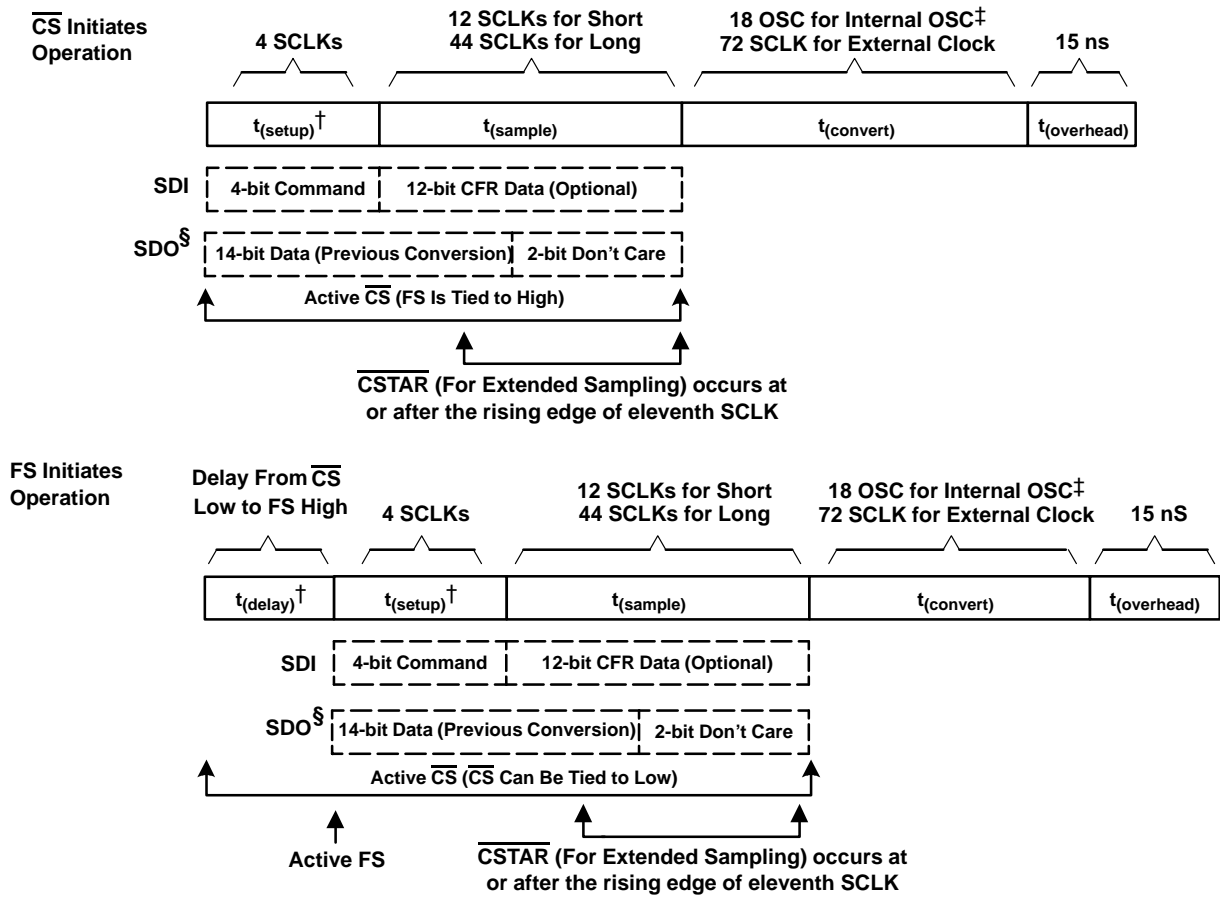 C̅S̅ Initiates
Operation
4 SCLKs
12 SCLKs for Short
44 SCLKs for Long
18 OSC for Internal OSC‡
72 SCLK for External Clock
15 ns
t(setup)†
t(sample)
t(convert)
t(overhead)
SDI
4-bit Command
12-bit CFR Data (Optional)
SDO§
14-bit Data (Previous Conversion)
2-bit Don't Care
Active C̅S̅ (FS Is Tied to High)
C̅S̅T̅A̅R̅ (For Extended Sampling) occurs at
or after the rising edge of eleventh SCLK
FS Initiates
Operation
Delay From C̅S̅
Low to FS High
4 SCLKs
12 SCLKs for Short
44 SCLKs for Long
18 OSC for Internal OSC‡
72 SCLK for External Clock
15 nS
t(delay)†
t(setup)†
t(sample)
t(convert)
t(overhead)
SDI
4-bit Command
12-bit CFR Data (Optional)
SDO§
14-bit Data (Previous Conversion)
2-bit Don't Care
Active C̅S̅ (C̅S̅ Can Be Tied to Low)
Active FS
C̅S̅T̅A̅R̅ (For Extended Sampling) occurs at
or after the rising edge of eleventh SCLK